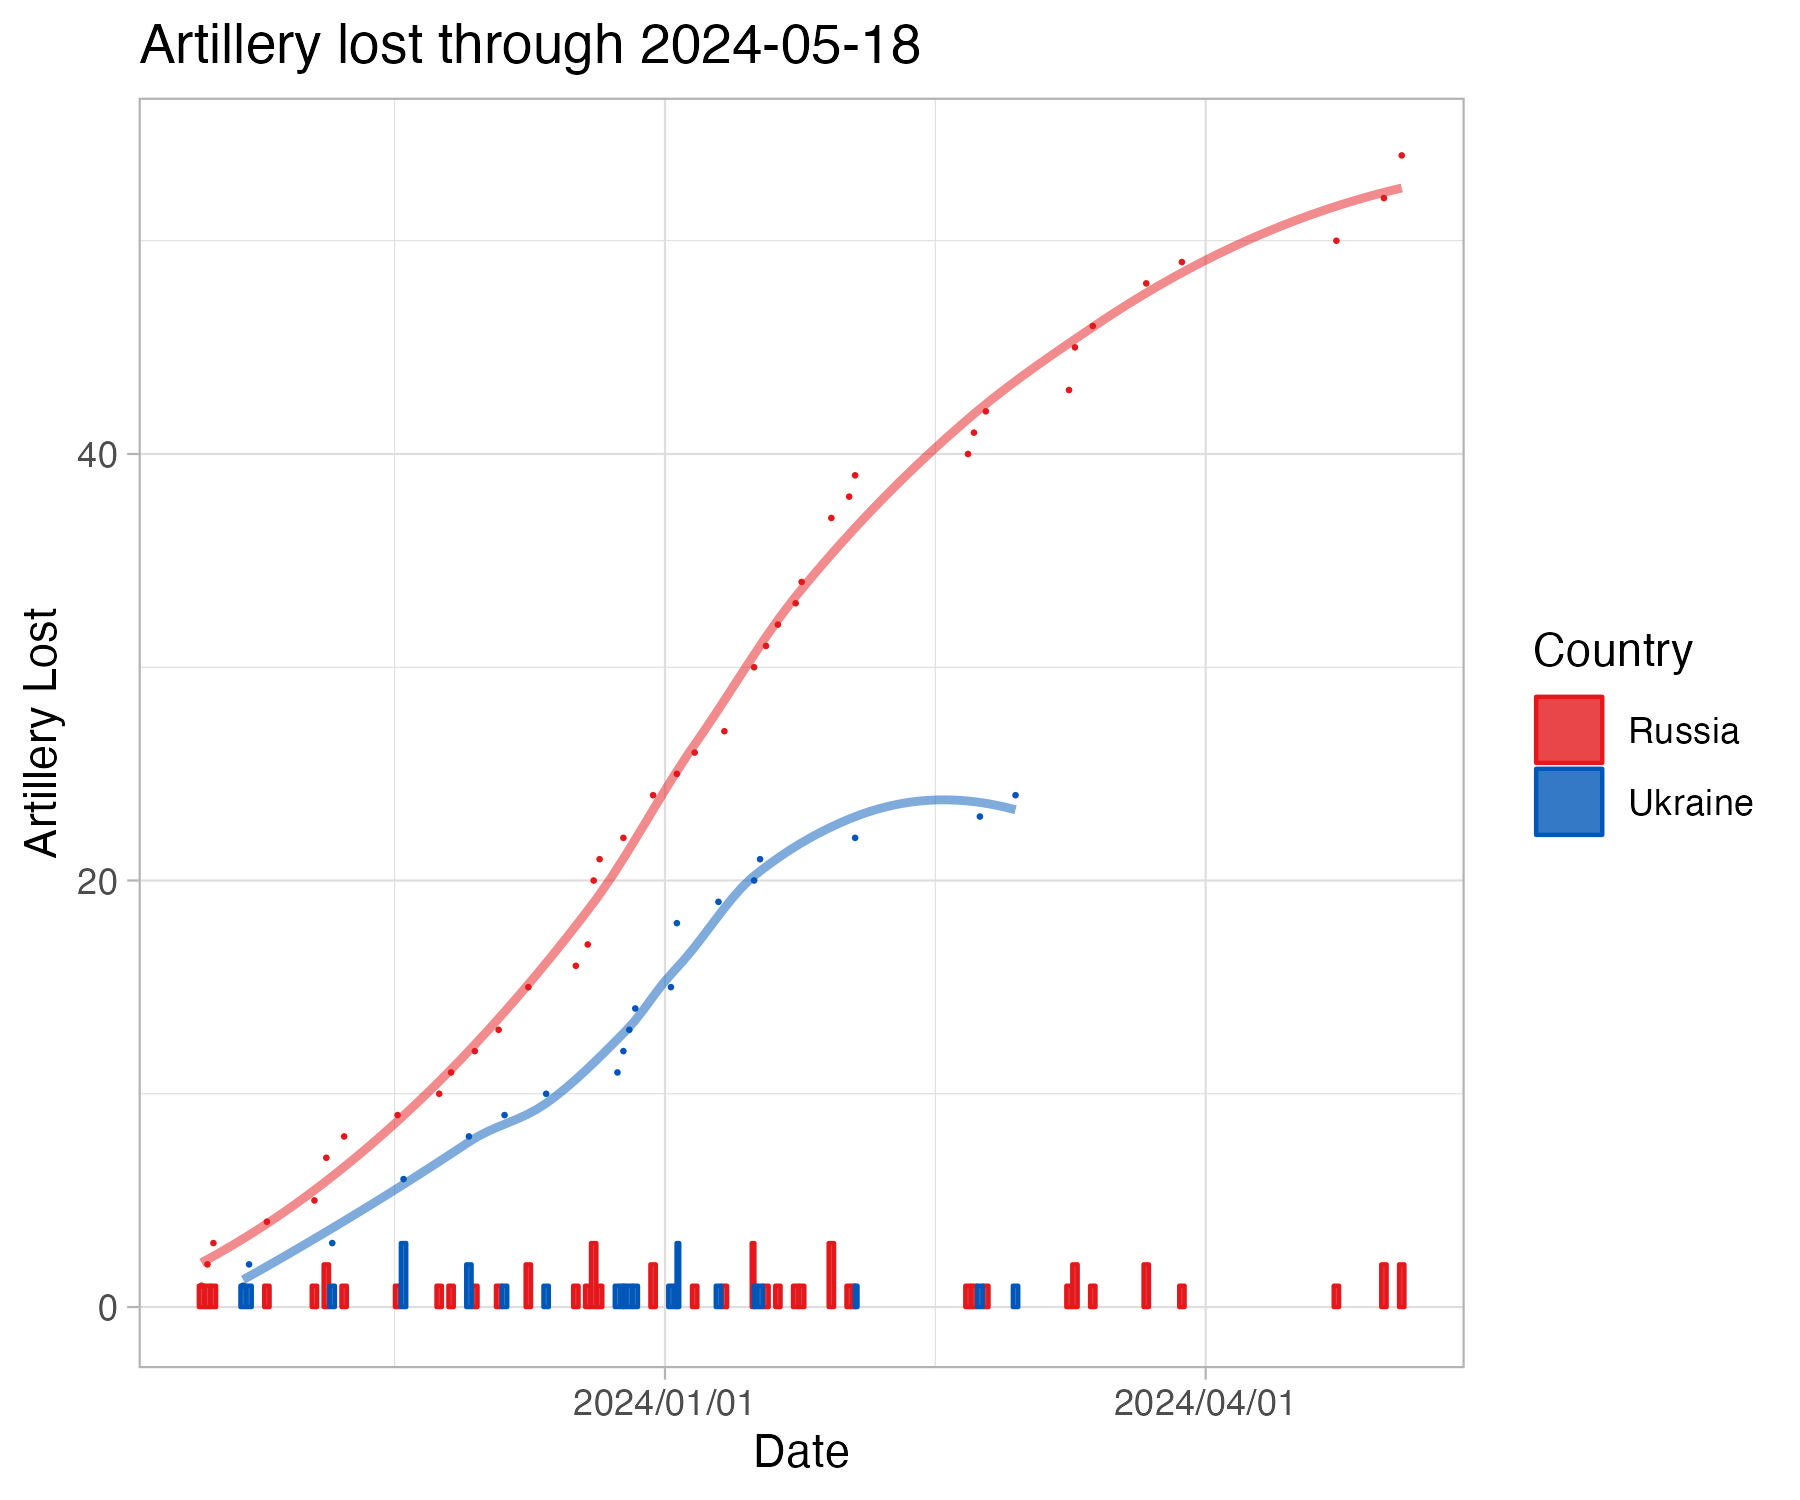 Artillery lost through 2024-05-18
Artillery Lost
40
20
0
2024/01/01
2024/04/01
Date
Country
Russia
Ukraine